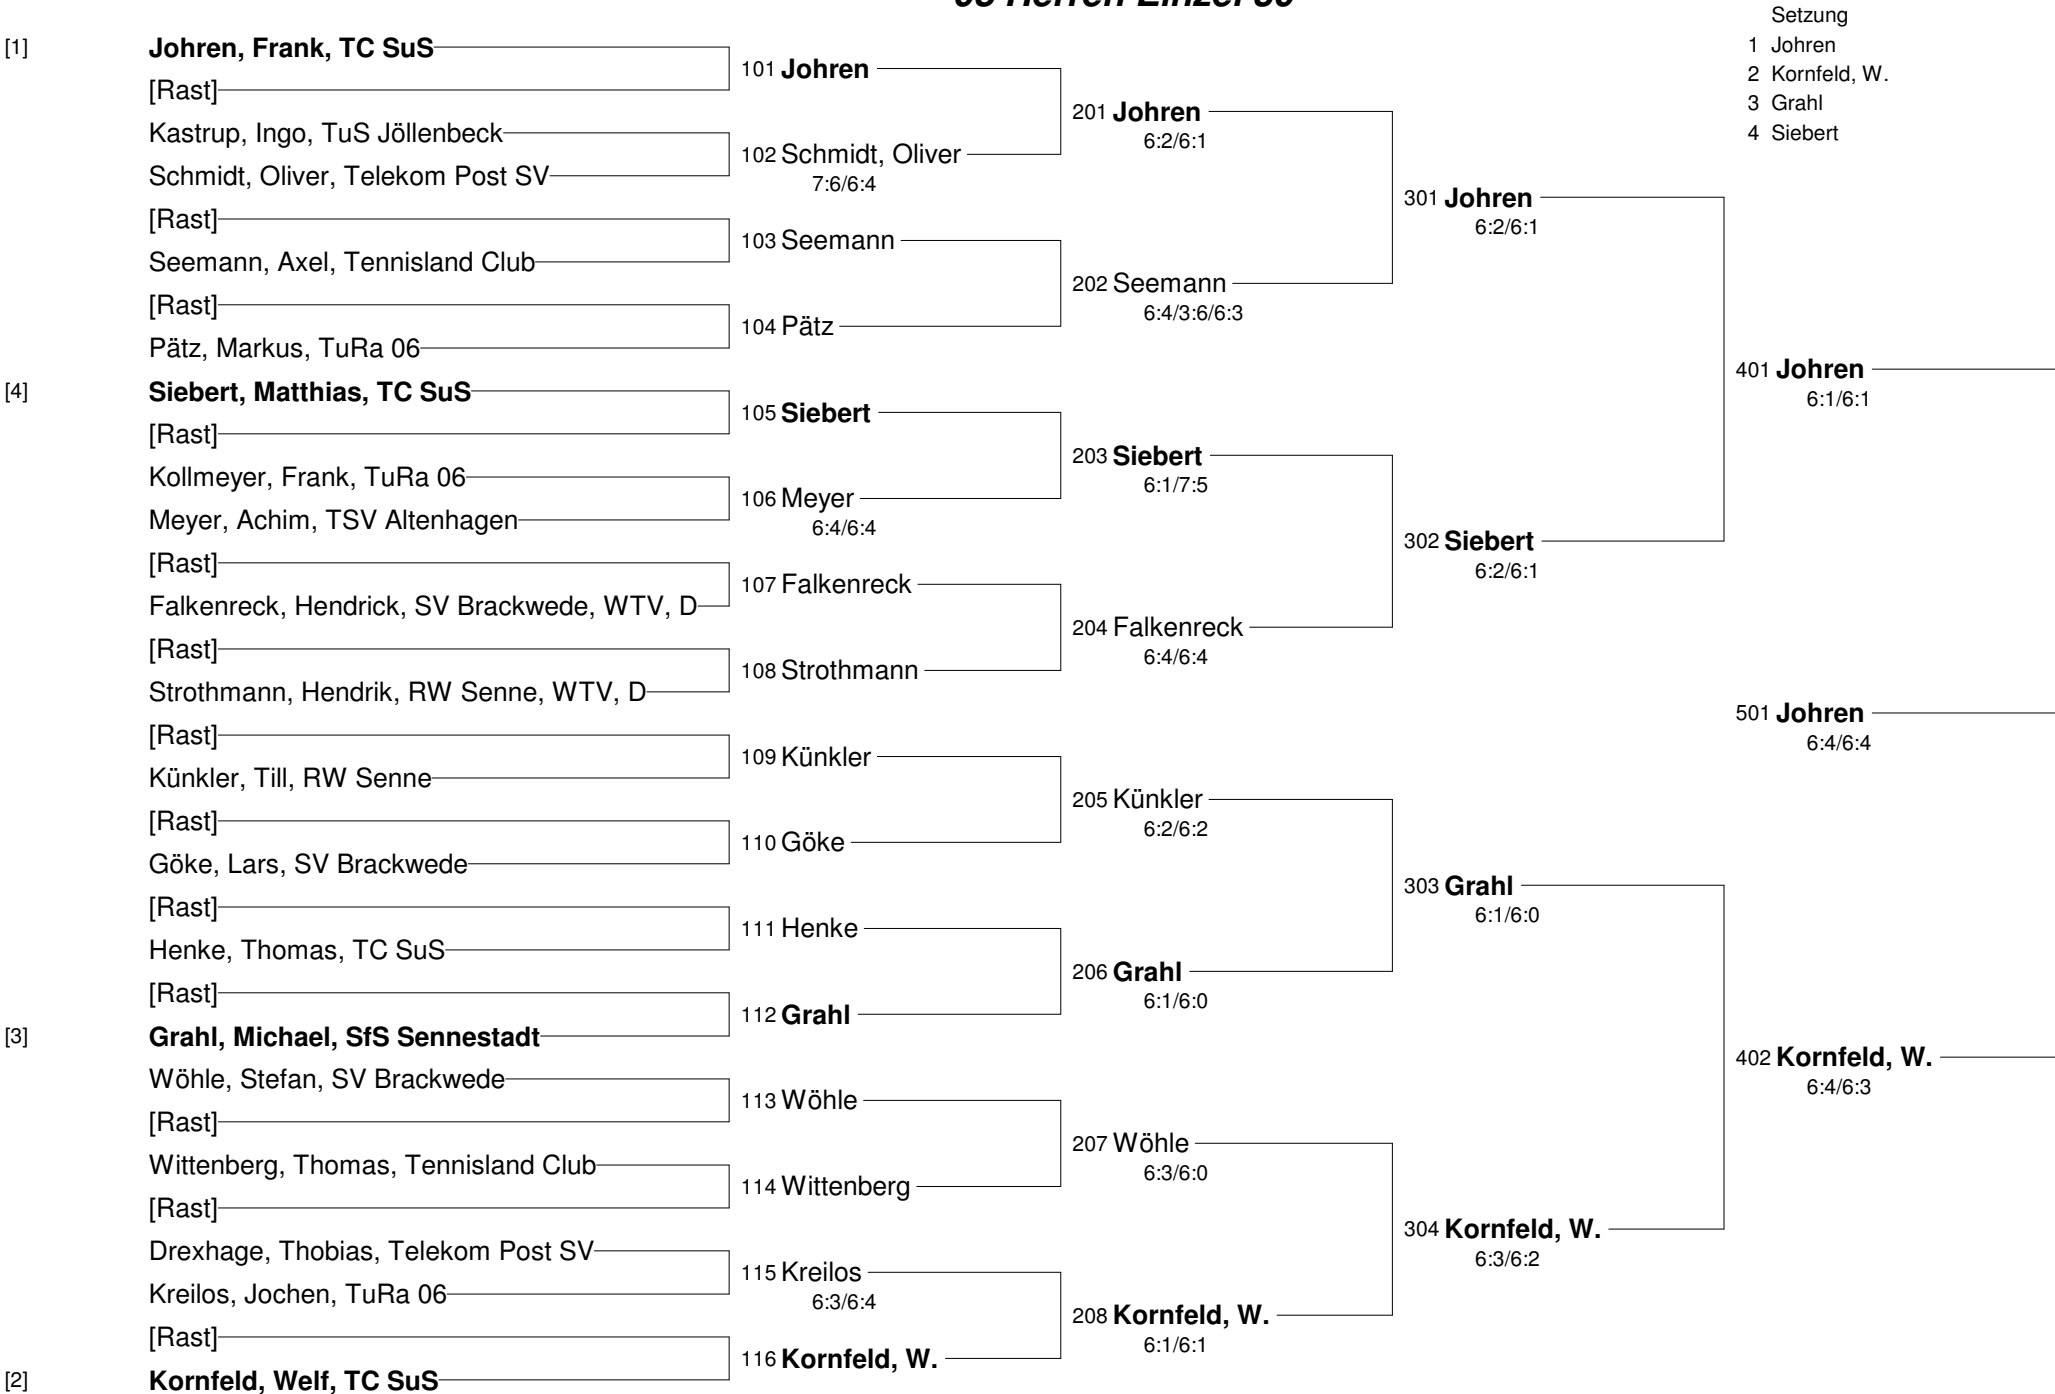 Setzung
1 Johren
2 Kornfeld, W.
3 Grahl
4 Siebert
[1] Johren, Frank, TC SuS
[Rast]
Kastrup, Ingo, TuS Jöllenbeck
Schmidt, Oliver, Telekom Post SV
[Rast]
Seemann, Axel, Tennisland Club
[Rast]
Pätz, Markus, TuRa 06
[4] Siebert, Matthias, TC SuS
[Rast]
Kollmeyer, Frank, TuRa 06
Meyer, Achim, TSV Altenhagen
[Rast]
Falkenreck, Hendrick, SV Brackwede, WTV, D
[Rast]
Strothmann, Hendrik, RW Senne, WTV, D
[Rast]
Künkler, Till, RW Senne
[Rast]
Göke, Lars, SV Brackwede
[Rast]
Henke, Thomas, TC SuS
[Rast]
[3] Grahl, Michael, SfS Sennestadt
Wöhle, Stefan, SV Brackwede
[Rast]
Wittenberg, Thomas, Tennisland Club
[Rast]
Drexhage, Thobias, Telekom Post SV
Kreilos, Jochen, TuRa 06
[Rast]
[2] Kornfeld, Welf, TC SuS
101 Johren
102 Schmidt, Oliver
7:6/6:4
103 Seemann
104 Pätz
105 Siebert
106 Meyer
6:4/6:4
107 Falkenreck
108 Strothmann
109 Künkler
110 Göke
111 Henke
112 Grahl
113 Wöhle
114 Wittenberg
115 Kreilos
6:3/6:4
116 Kornfeld, W.
201 Johren
6:2/6:1
202 Seemann
6:4/3:6/6:3
203 Siebert
6:1/7:5
204 Falkenreck
6:4/6:4
205 Künkler
6:2/6:2
206 Grahl
6:1/6:0
207 Wöhle
6:3/6:0
208 Kornfeld, W.
6:1/6:1
301 Johren
6:2/6:1
302 Siebert
6:2/6:1
303 Grahl
6:1/6:0
304 Kornfeld, W.
6:3/6:2
401 Johren
6:1/6:1
501 Johren
6:4/6:4
402 Kornfeld, W.
6:4/6:3